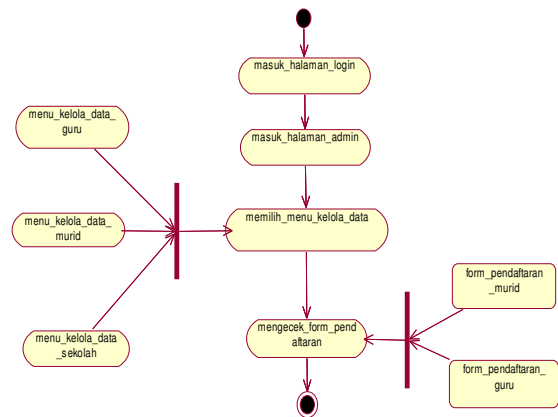 masuk_halaman_login
menu_kelola_data_
guru
masuk_halaman_admin
menu_kelola_data_
murid
memilih_menu_kelola_data
form_pendaftaran
_murid
mengecek_form_pend
aftaran
menu_kelola_data
_sekolah
form_pendaftaran_
guru